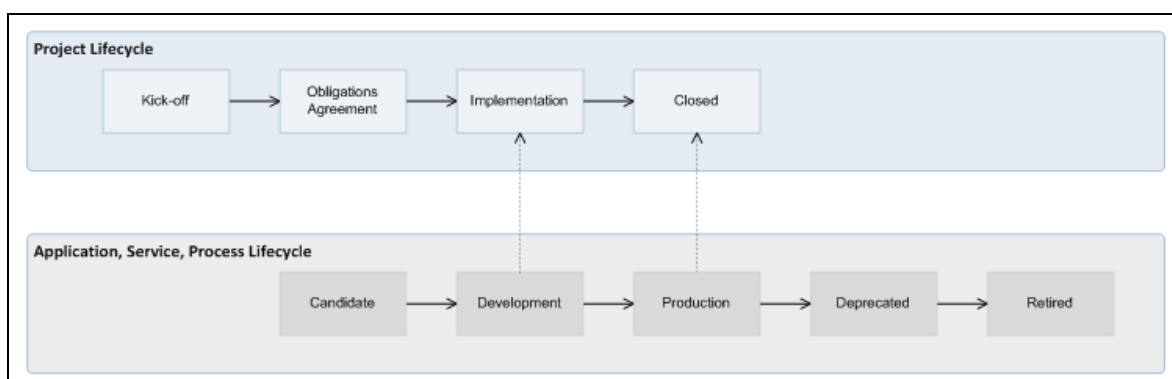 Project Lifecycle
Kick-off
Obligations
Agreement
Implementation
Closed
Application, Service, Process Lifecycle
Candidate
Development
Production
Deprecated
Retired